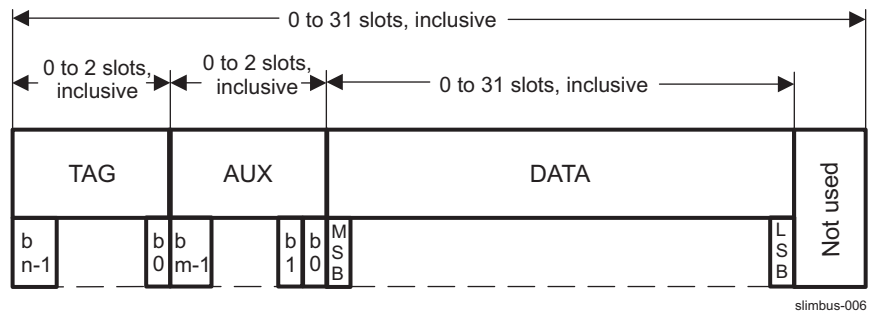 0 to 31 slots, inclusive
0 to 2 slots,
inclusive
0 to 2 slots,
inclusive
0 to 31 slots, inclusive
TAG
AUX
DATA
Not used
b
n-1
b
0
b
m-1
b
1
b
0
M
S
B
L
S
B
slimbus-006